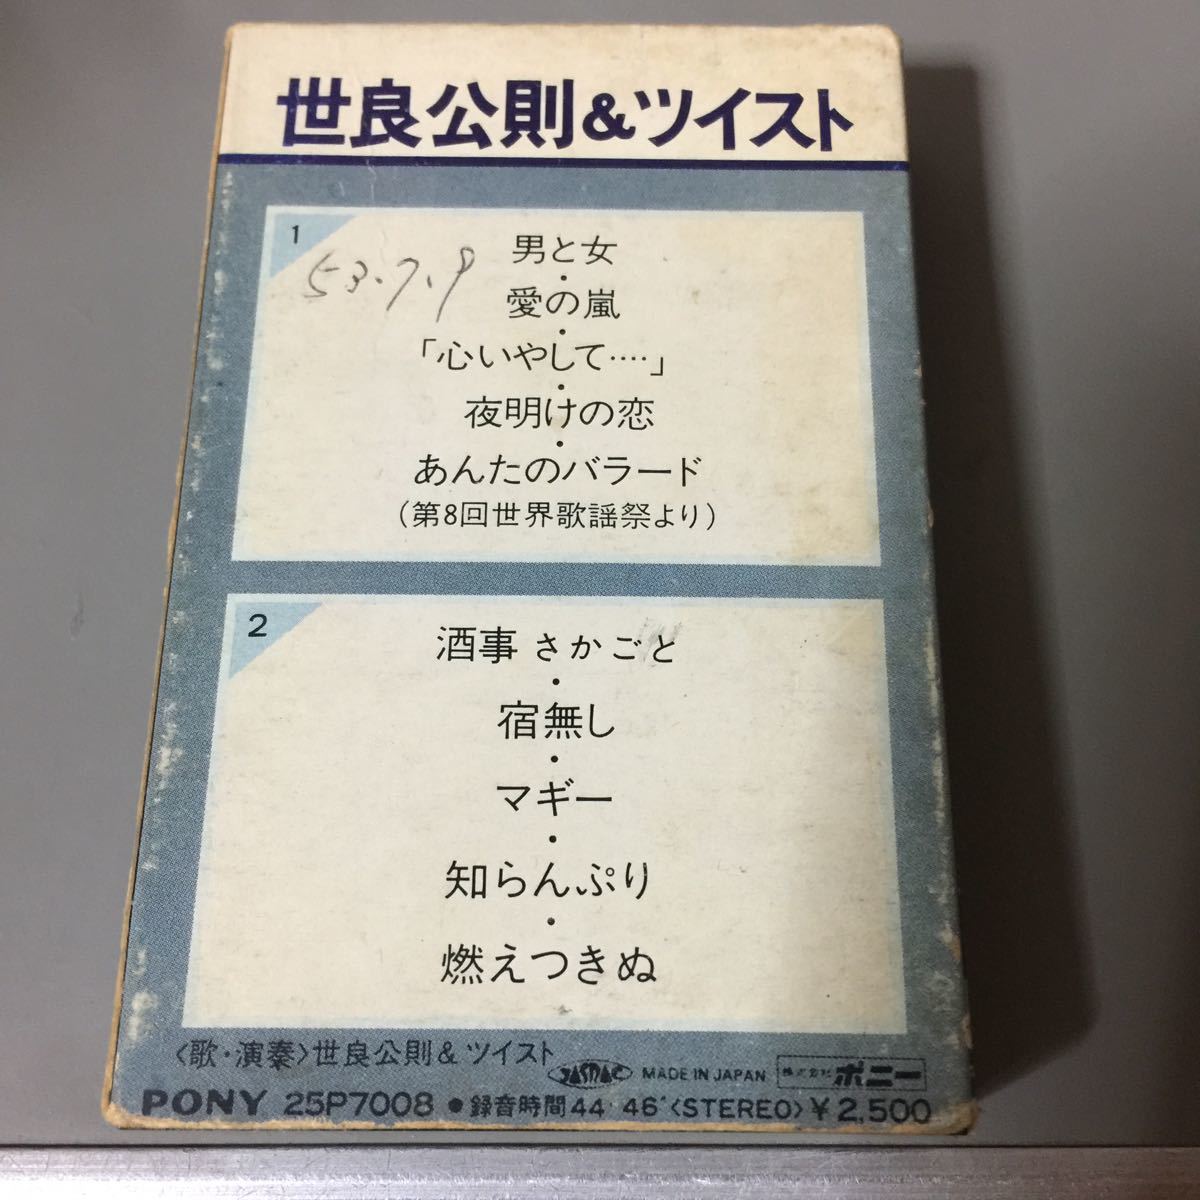 世良公則&ツイスト
1
53.7.9
男と女
・
愛の嵐
・
「心いやして‥‥」
・
夜明けの恋
・
あんたのバラード
(第8回世界歌謡祭より)
2
酒事 さかごと
・
宿無し
・
マギー
・
知らんぷり
・
燃えつきぬ
〈歌・演奏〉世良公則& ツイスト
JASRAC MADE IN JAPAN 株式会社 ポニー
PONY 25P7008 ● 録音時間44′46″〈STEREO〉¥2,500